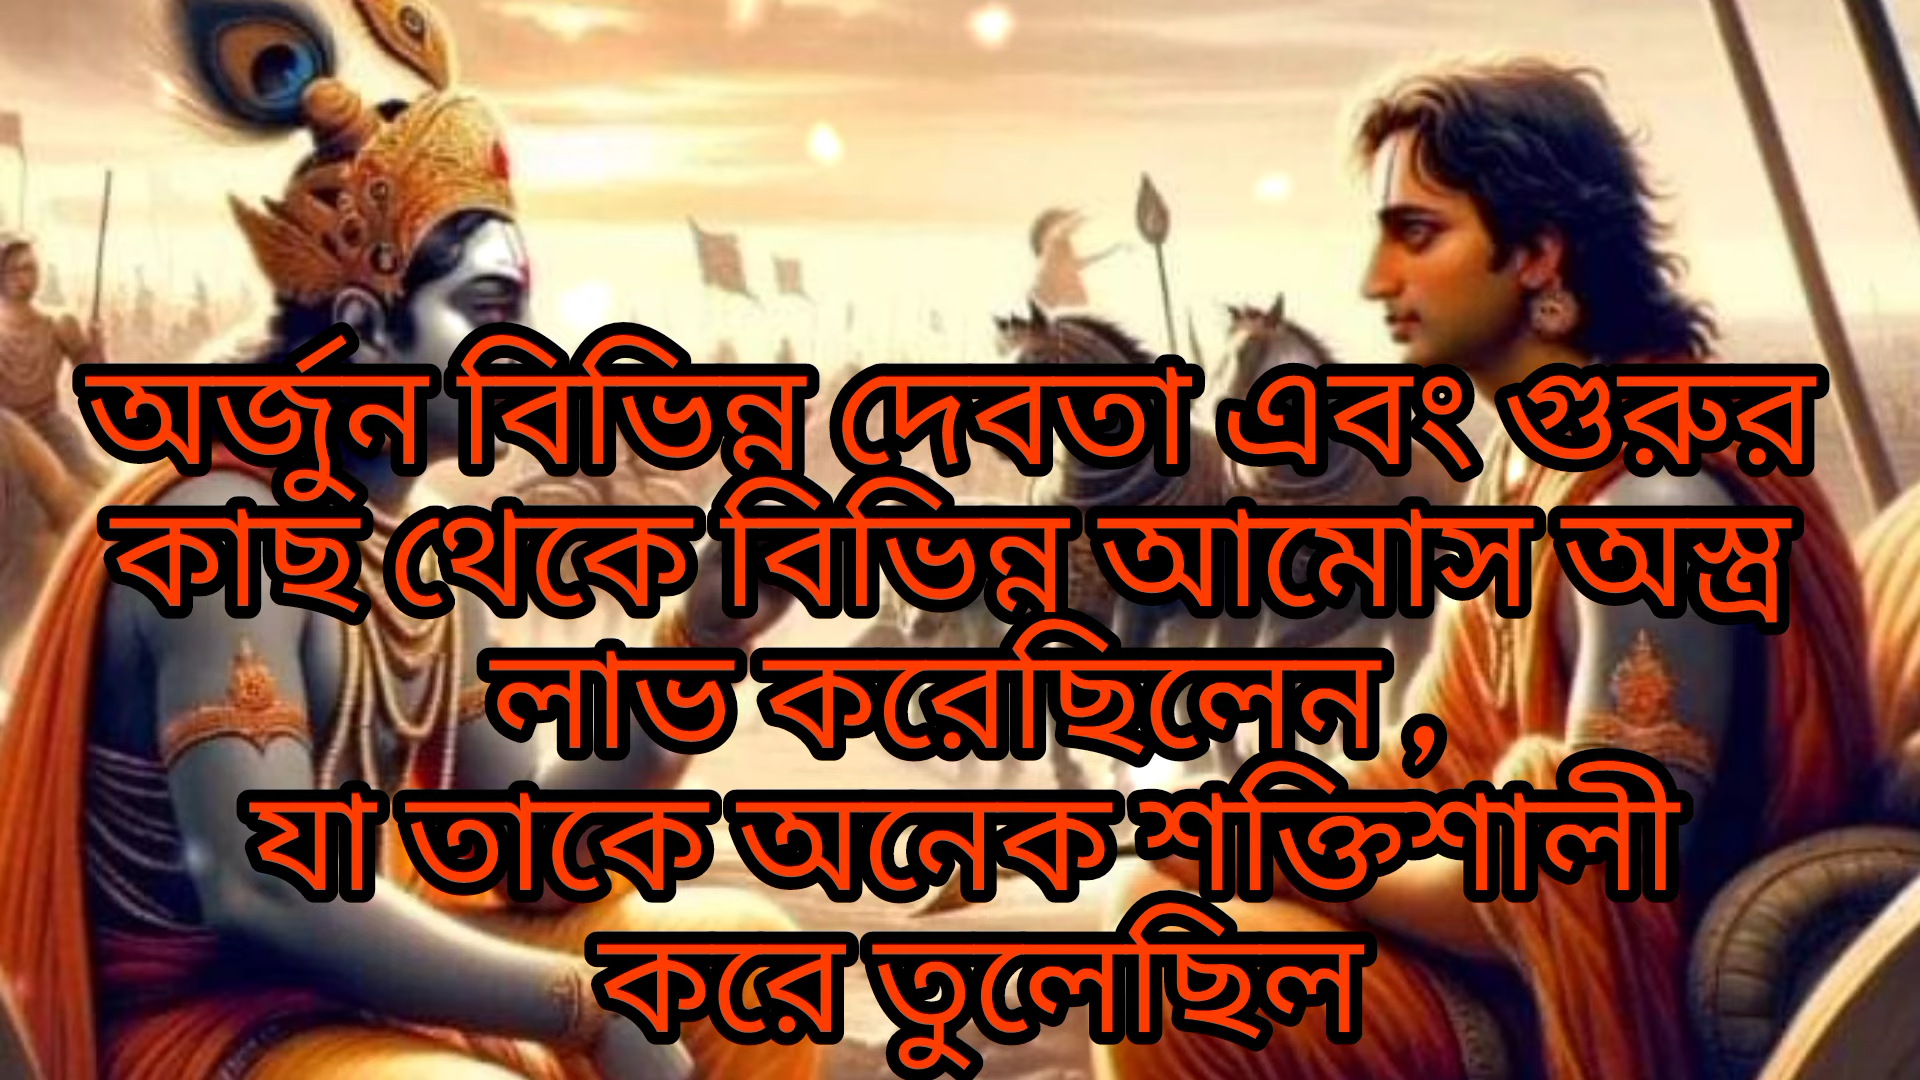 অর্জুন বিভিন্ন দেবতা এবং গুরুর
কাছ থেকে বিভিন্ন আমোস অস্ত্র
লাভ করেছিলেন ,
যা তাকে অনেক শক্তিশালী
করে তুলেছিল